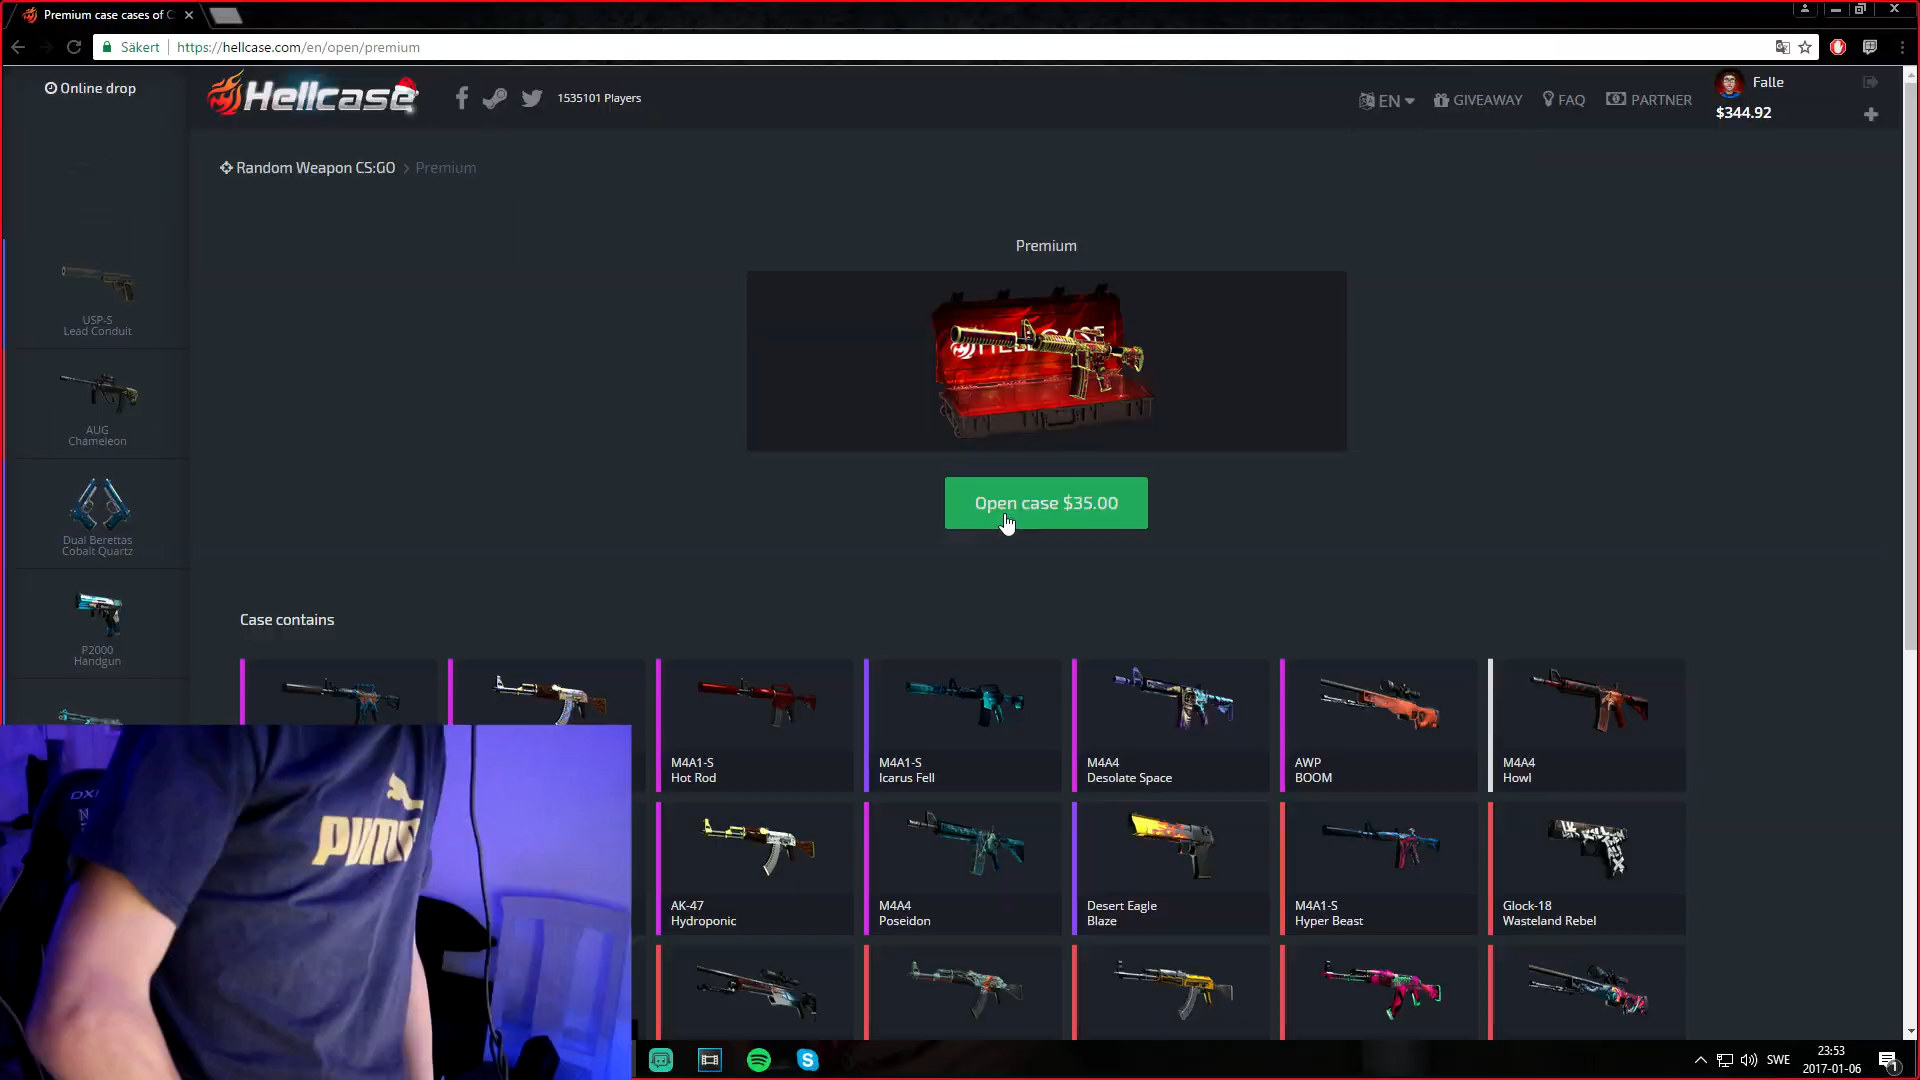 Premium case cases of C
Säkert
https://hellcase.com/en/open/premium
Online drop
Hellcase
1535101 Players
EN
GIVEAWAY
FAQ
PARTNER
Falle
$344.92
Random Weapon CS:GO > Premium
Premium
Open case $35.00
USP-S
Lead Conduit
AUG
Chameleon
Dual Berettas
Cobalt Quartz
P2000
Handgun
Case contains
M4A1-S
Hot Rod
M4A1-S
Icarus Fell
M4A4
Desolate Space
AWP
BOOM
M4A4
Howl
AK-47
Hydroponic
M4A4
Poseidon
Desert Eagle
Blaze
M4A1-S
Hyper Beast
Glock-18
Wasteland Rebel
PUMA
SWE
23:53
2017-01-06
1